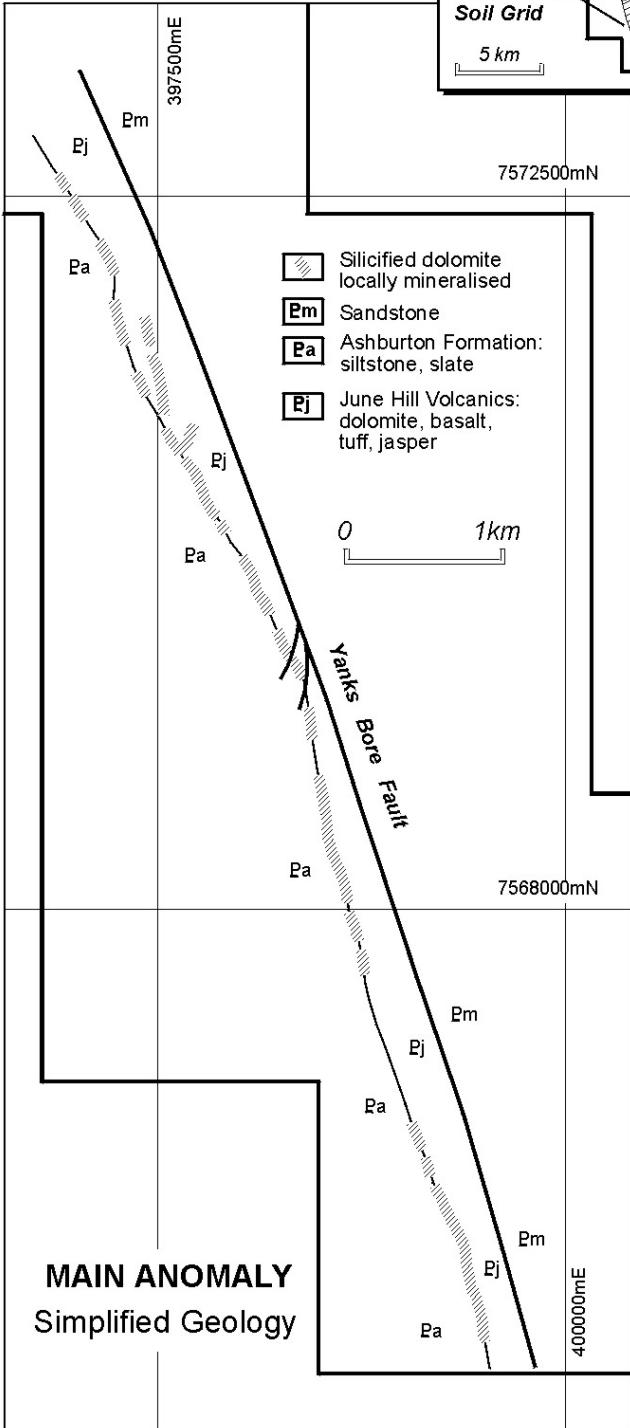 Soil Grid
5 km
397500mE
Pm
Pj
7572500mN
Pa
Silicified dolomite
locally mineralised
Pm Sandstone
Pa Ashburton Formation:
siltstone, slate
Pj June Hill Volcanics:
dolomite, basalt,
tuff, jasper
Pj
0 1km
Pa
Yanks Bore Fault
Pa
7568000mN
Pm
Pj
Pa
Pm
Pj
MAIN ANOMALY
Simplified Geology
Pa
400000mE